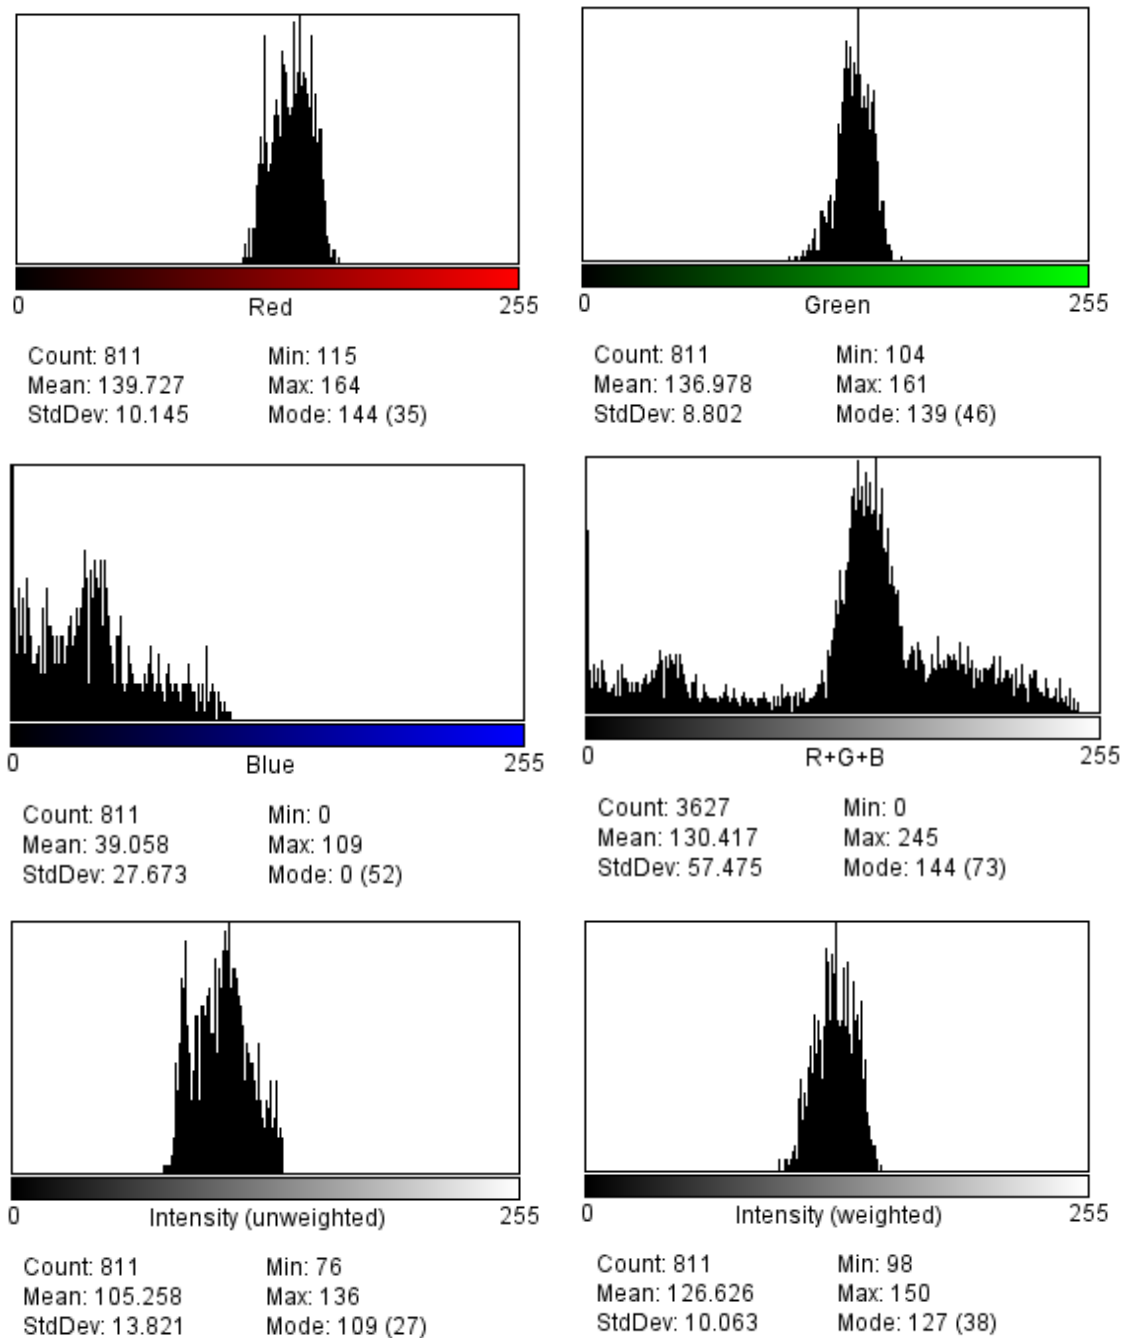 0 Red 255
Count: 811 Min: 115
Mean: 139.727 Max: 164
StdDev: 10.145 Mode: 144 (35)
0 Green 255
Count: 811 Min: 104
Mean: 136.978 Max: 161
StdDev: 8.802 Mode: 139 (46)
0 Blue 255
Count: 811 Min: 0
Mean: 39.058 Max: 109
StdDev: 27.673 Mode: 0 (52)
0 R+G+B 255
Count: 3627 Min: 0
Mean: 130.417 Max: 245
StdDev: 57.475 Mode: 144 (73)
0 Intensity (unweighted) 255
Count: 811 Min: 76
Mean: 105.258 Max: 136
StdDev: 13.821 Mode: 109 (27)
0 Intensity (weighted) 255
Count: 811 Min: 98
Mean: 126.626 Max: 150
StdDev: 10.063 Mode: 127 (38)